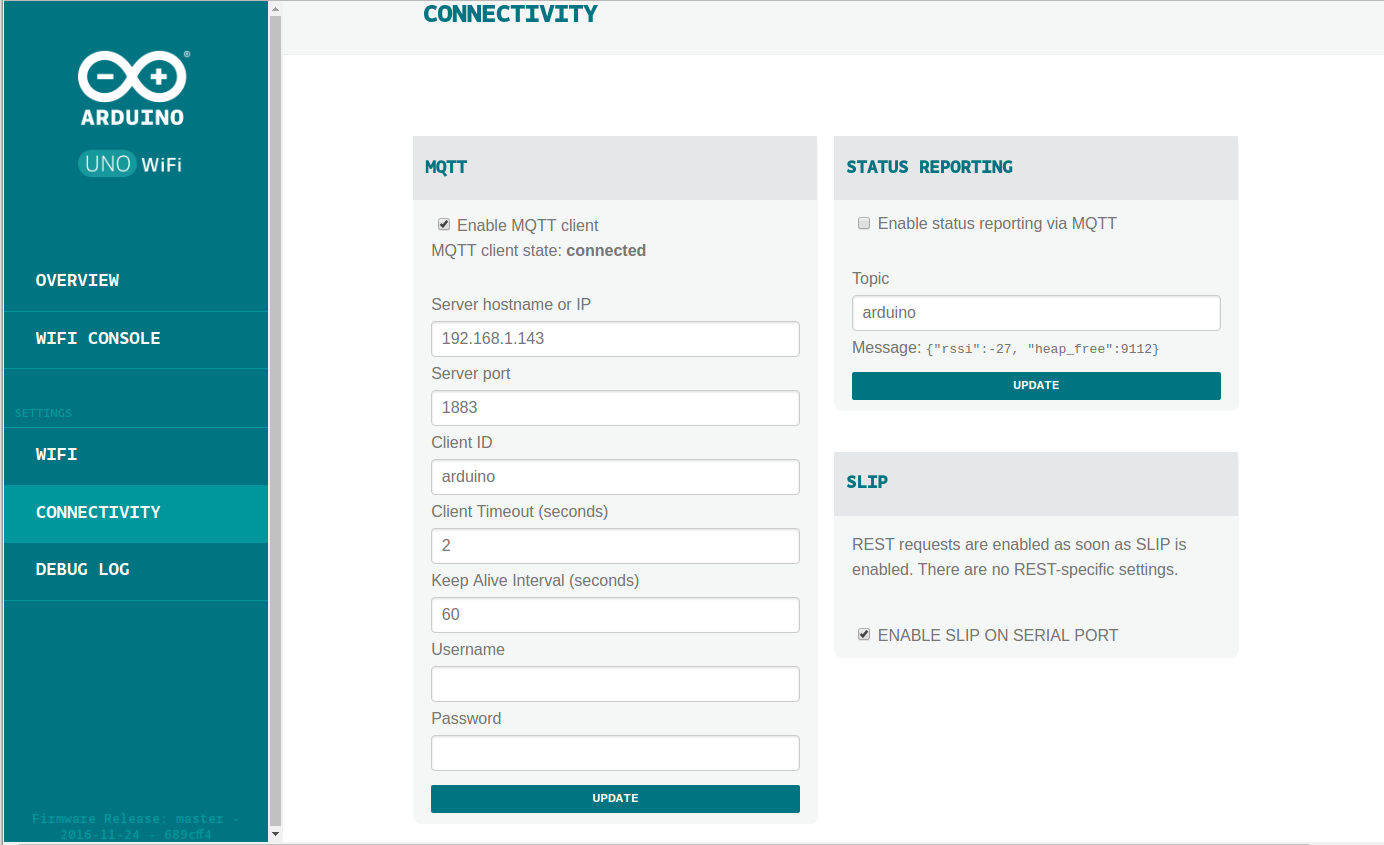 CONNECTIVITY
®
ARDUINO
UNO WiFi
OVERVIEW
WIFI CONSOLE
SETTINGS
WIFI
CONNECTIVITY
DEBUG LOG
Firmware Release: master -
2016-11-24 - 689cff4
MQTT
Enable MQTT client
MQTT client state: connected
Server hostname or IP
192.168.1.143
Server port
1883
Client ID
arduino
Client Timeout (seconds)
2
Keep Alive Interval (seconds)
60
Username
Password
UPDATE
STATUS REPORTING
Enable status reporting via MQTT
Topic
arduino
Message: {"rssi":-27, "heap_free":9112}
UPDATE
SLIP
REST requests are enabled as soon as SLIP is
enabled. There are no REST-specific settings.
ENABLE SLIP ON SERIAL PORT